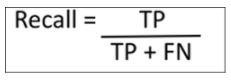 Recall = TP
TP + FN